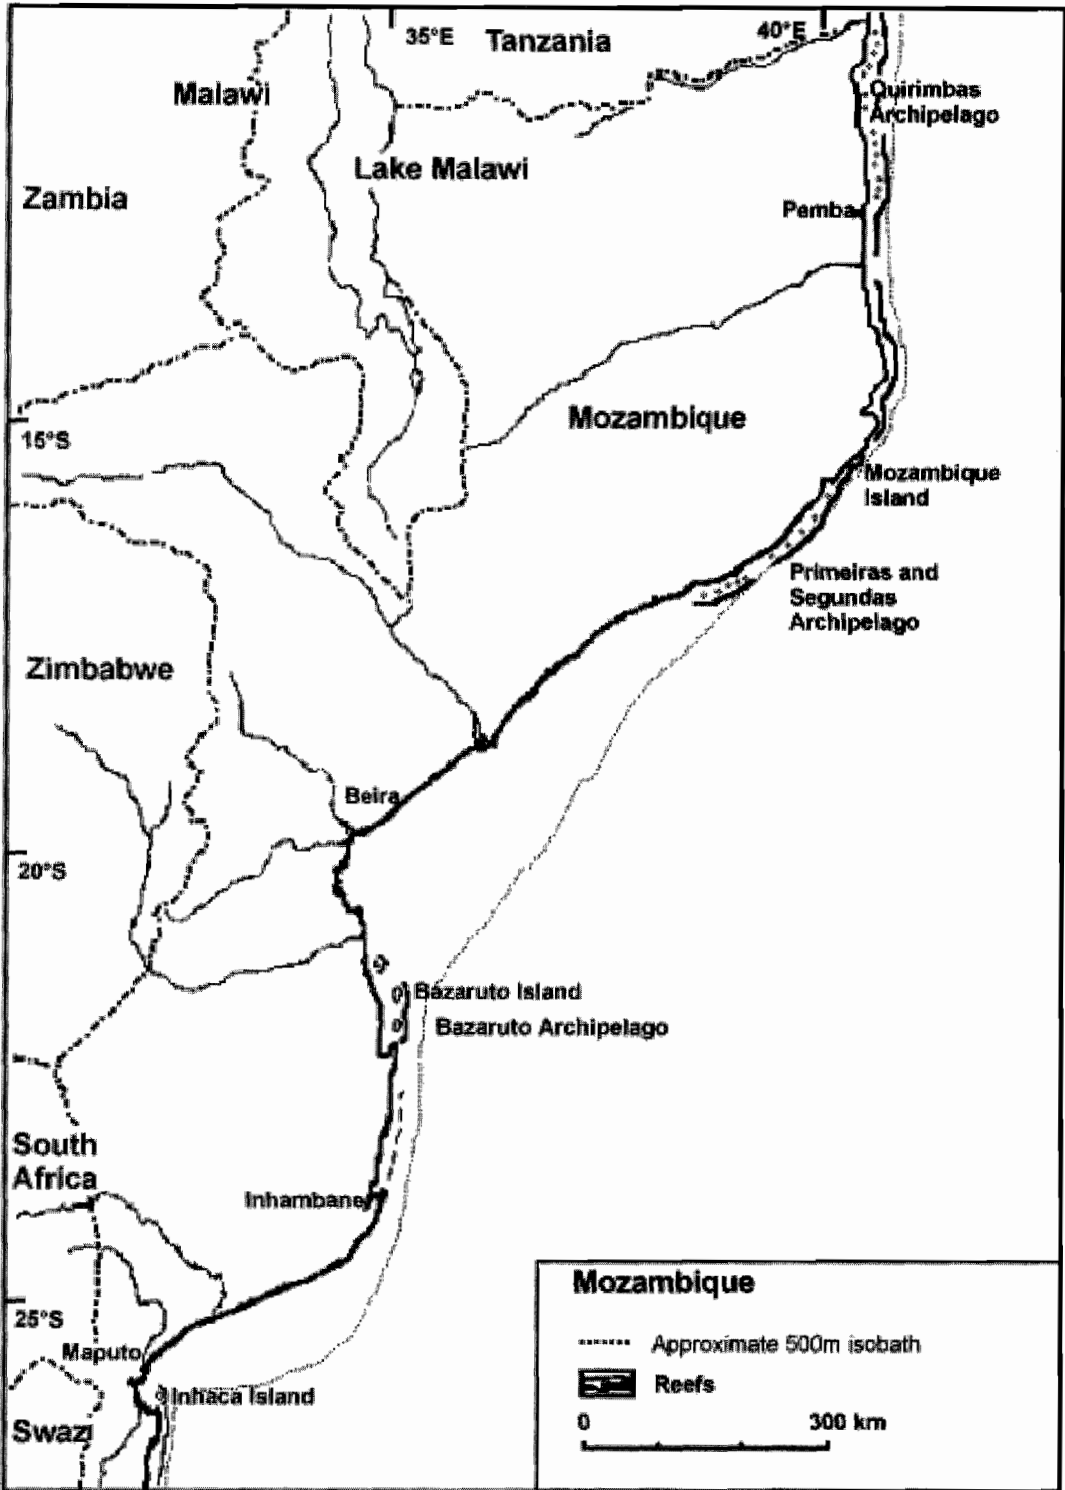 35°E
Tanzania
40°E
Malawi
Quirimbas
Archipelago
Lake Malawi
Zambia
Pemba
Mozambique
15°S
Mozambique
Island
Primeiras and
Segundas
Archipelago
Zimbabwe
Beira
20°S
Bazaruto Island
Bazaruto Archipelago
South
Africa
Inhambane
Mozambique
25°S
Approximate 500m isobath
Maputo
Reefs
Inhaca Island
0
300 km
Swazi